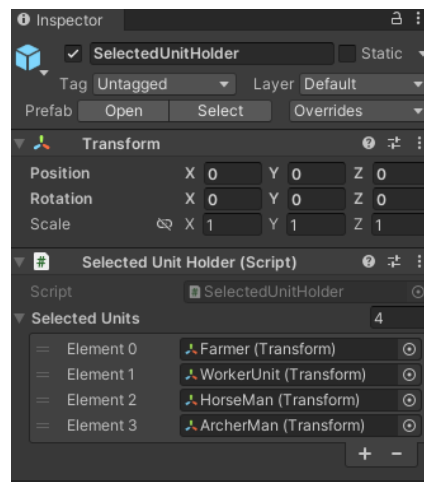 Inspector
SelectedUnitHolder Static
Tag Untagged Layer Default
Prefab Open Select Overrides
Transform
Position X 0 Y 0 Z 0
Rotation X 0 Y 0 Z 0
Scale X 1 Y 1 Z 1
# Selected Unit Holder (Script)
Script # SelectedUnitHolder
Selected Units 4
Element 0 Farmer (Transform)
Element 1 WorkerUnit (Transform)
Element 2 HorseMan (Transform)
Element 3 ArcherMan (Transform)
+ -